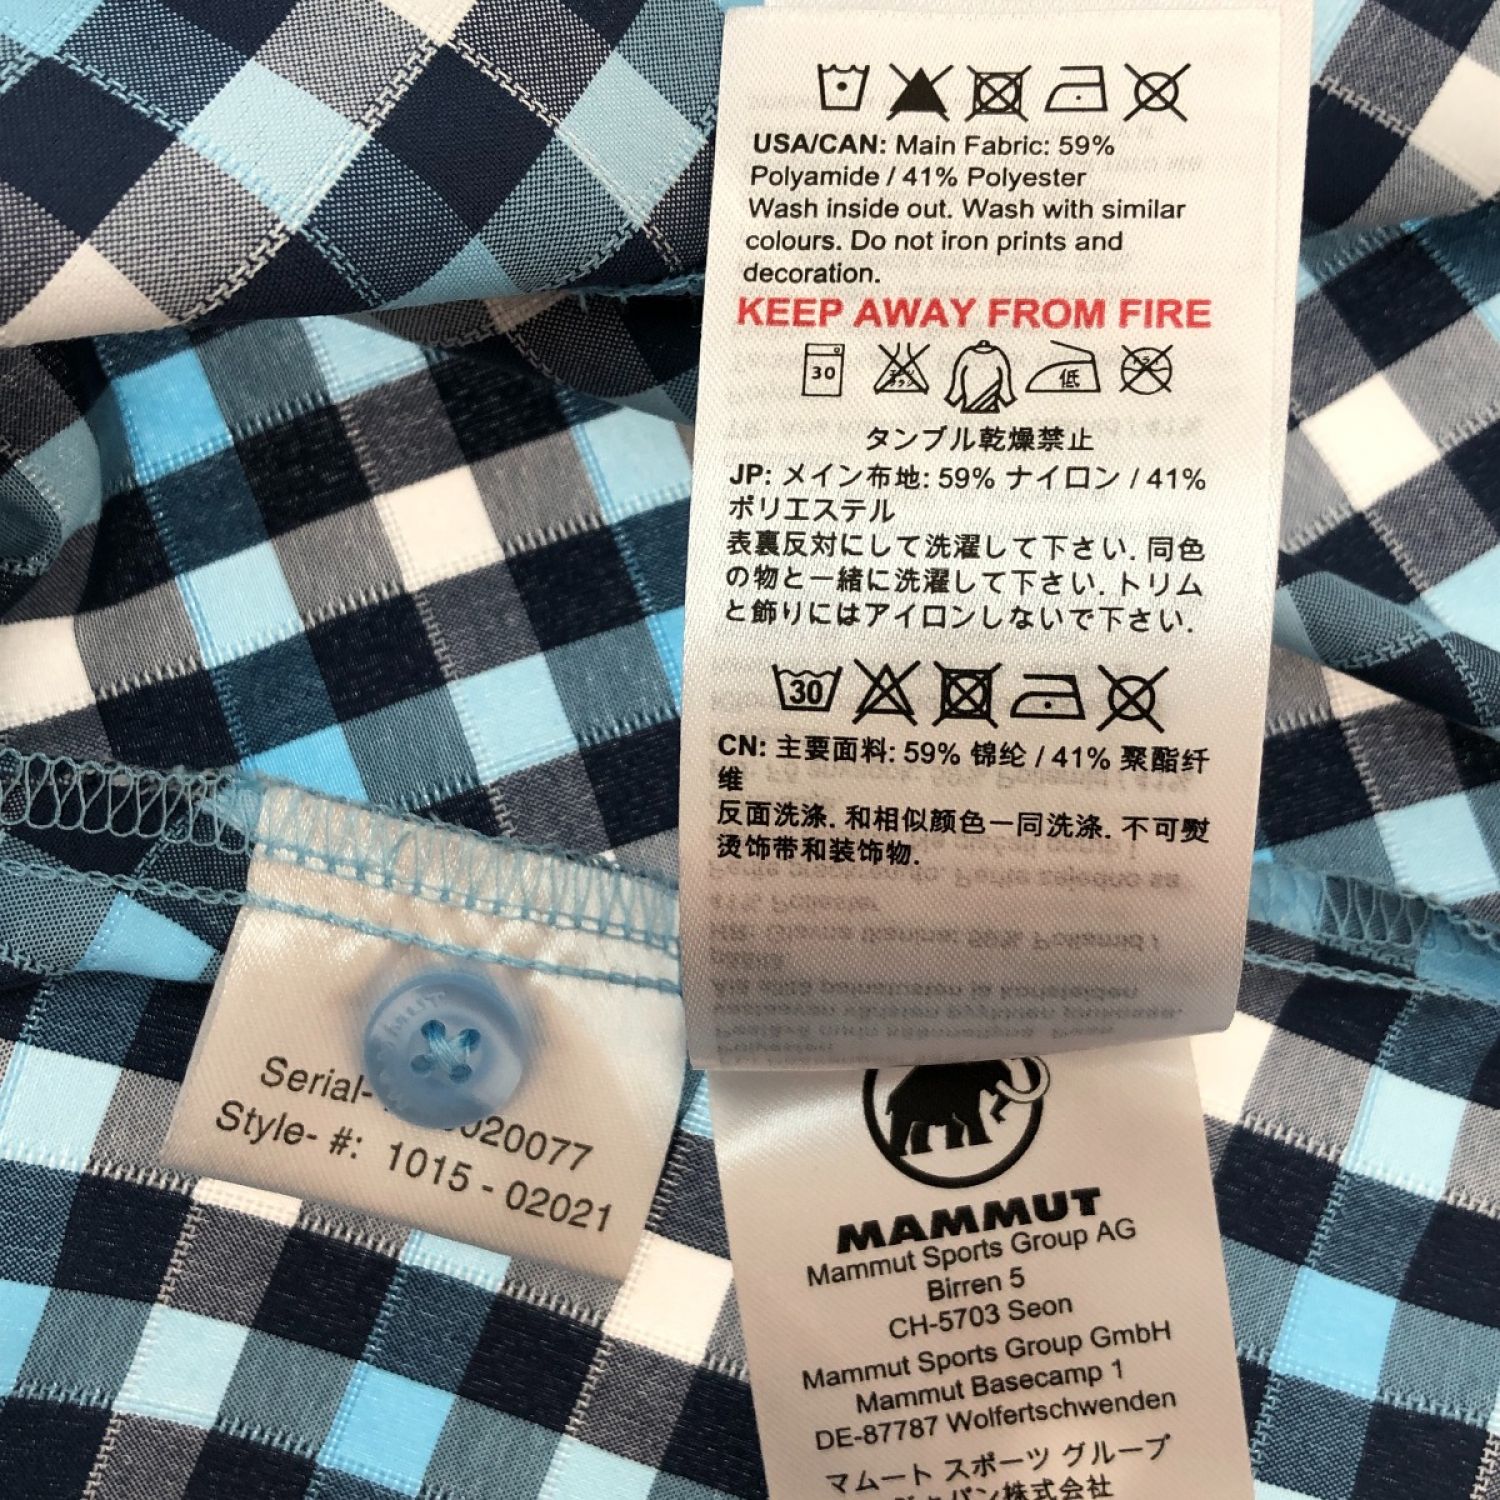 USA/CAN: Main Fabric: 59%
Polyamide / 41% Polyester
Wash inside out. Wash with similar
colours. Do not iron prints and
decoration.
KEEP AWAY FROM FIRE
30
低
タンブル乾燥禁止
JP: メイン布地: 59% ナイロン / 41%
ポリエステル
表裏反対にして洗濯して下さい. 同色
の物と一緒に洗濯して下さい. トリム
と飾りにはアイロンしないで下さい.
30
CN: 主要面料: 59% 锦纶 / 41% 聚酯纤
维
反面洗涤. 和相似颜色一同洗涤. 不可熨
烫饰带和装饰物.
Serial-
020077
Style- #: 1015 - 02021
MAMMUT
Mammut Sports Group AG
Birren 5
CH-5703 Seon
Mammut Sports Group GmbH
Mammut Basecamp 1
DE-87787 Wolfertschwenden
マムート スポーツ グループ
ジャパン株式会社